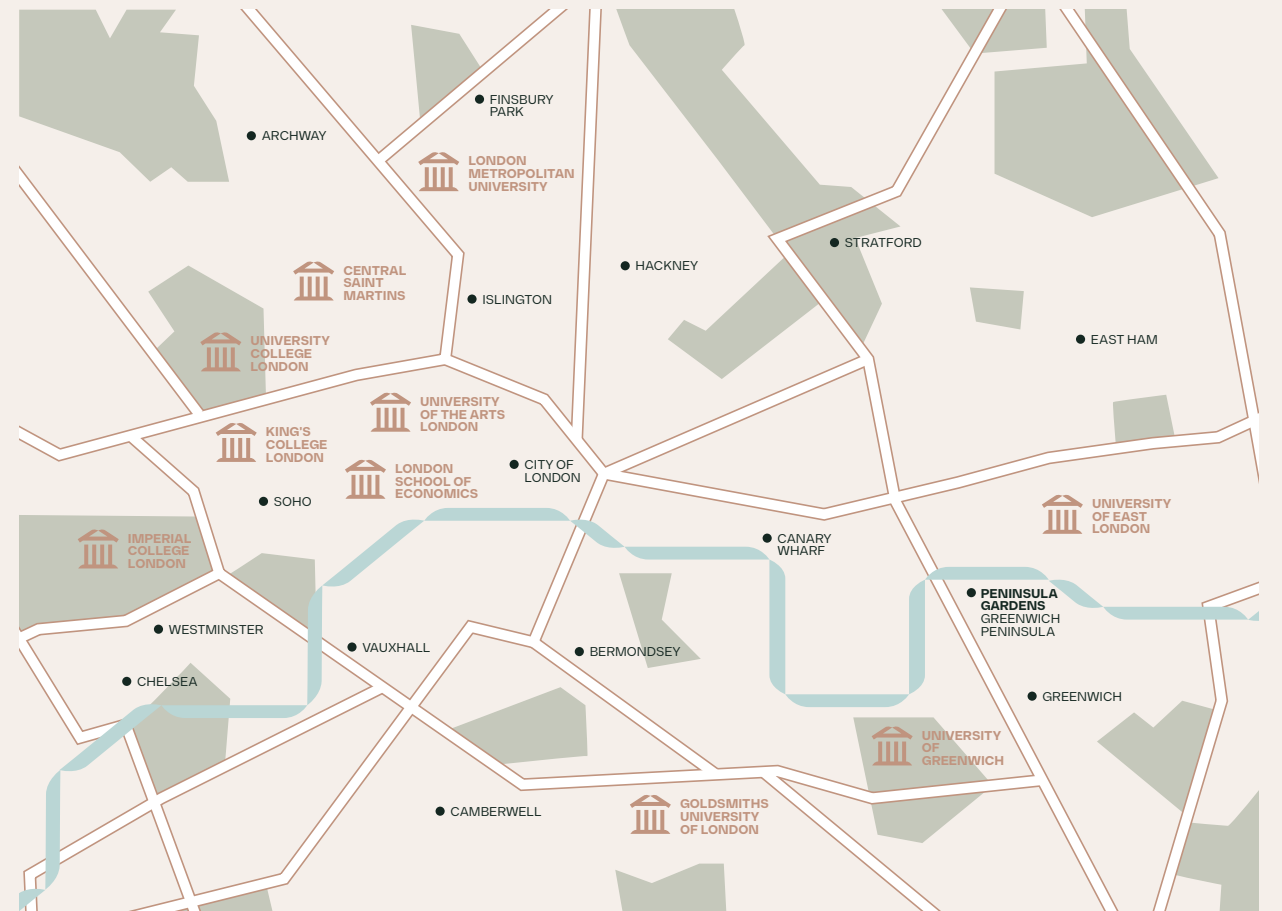 FINSBURY
PARK
ARCHWAY
LONDON
METROPOLITAN
UNIVERSITY
STRATFORD
HACKNEY
CENTRAL
SAINT
MARTINS
ISLINGTON
UNIVERSITY
COLLEGE
LONDON
EAST HAM
UNIVERSITY
OF THE ARTS
LONDON
KING'S
COLLEGE
LONDON
LONDON
SCHOOL OF
ECONOMICS
CITY OF
LONDON
SOHO
UNIVERSITY
OF EAST
LONDON
IMPERIAL
COLLEGE
LONDON
CANARY
WHARF
PENINSULA
GARDENS
GREENWICH
PENINSULA
WESTMINSTER
VAUXHALL
BERMONDSEY
CHELSEA
GREENWICH
UNIVERSITY
OF
GREENWICH
CAMBERWELL
GOLDSMITHS
UNIVERSITY
OF LONDON